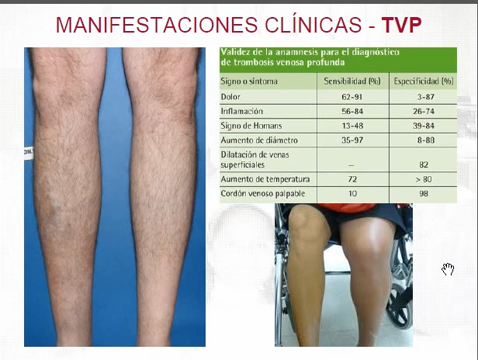 MANIFESTACIONES CLÍNICAS - TVP
Validez de la anamnesis para el diagnóstico
de trombosis venosa profunda
Signo o síntoma Sensibilidad (%) Especificidad (%)
Dolor 62-91 3-87
Inflamación 56-84 26-74
Signo de Homans 13-48 39-84
Aumento de diámetro 35-97 8-88
Dilatación de venas
superficiales — 82
Aumento de temperatura 72 > 80
Cordón venoso palpable 10 98